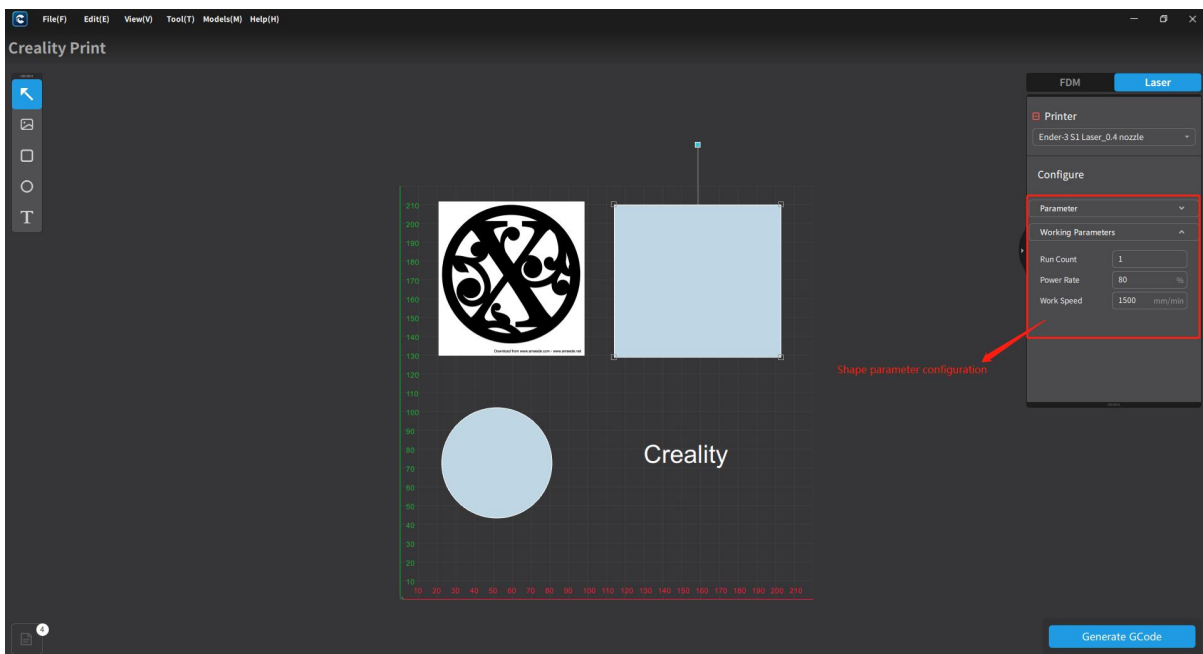 File(F) Edit(E) View(V) Tool(T) Models(M) Help(H)
Creality Print
FDM Laser
Printer
Ender-3 S1 Laser_0.4 nozzle
Configure
Parameter
Working Parameters
Run Count 1
Power Rate 80 %
Work Speed 1500 mm/min
Shape parameter configuration
210
200
190
180
170
160
150
140
130
120
110
100
90
80
70
60
50
40
30
20
10
X
Creality
10 20 30 40 50 60 70 80 90 100 110 120 130 140 150 160 170 180 190 200 210
T
4
Generate GCode